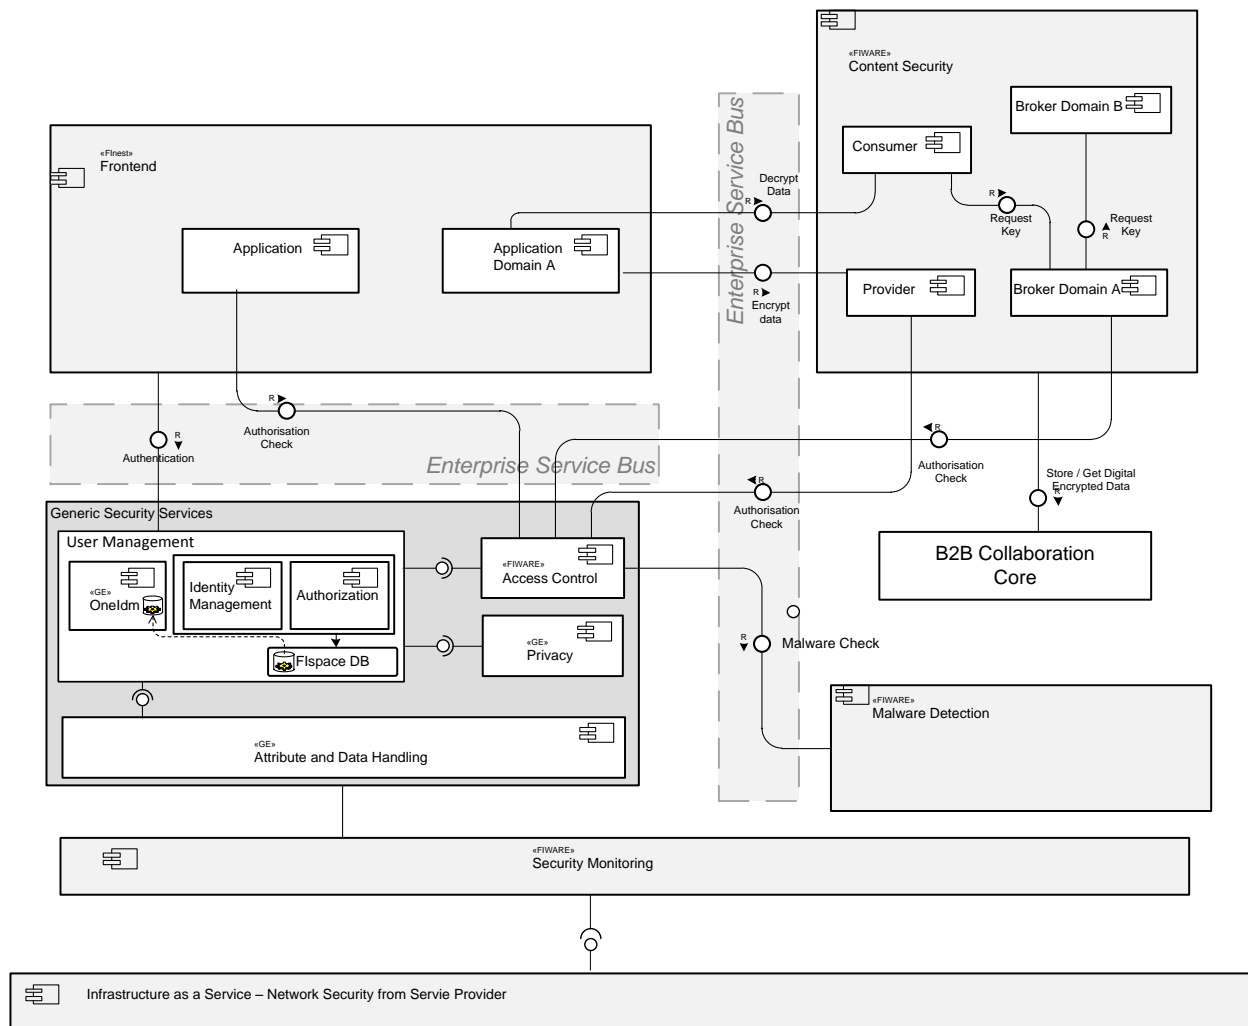 «FIWARE»
Content Security
Broker Domain B
Consumer
Enterprise Service Bus
«FInest»
Frontend
Decrypt
Data
R
R
Request
Key
R
Request
Key
Application
Application
Domain A
R
Encrypt
data
Provider
Broker Domain A
R
Authorisation
Check
R
Authentication
Enterprise Service Bus
R
Authorisation
Check
R
Authorisation
Check
Store / Get Digital
Encrypted Data
R
Generic Security Services
User Management
«GE»
OneIdm
Identity
Management
Authorization
FIspace DB
«FIWARE»
Access Control
«GE»
Privacy
B2B Collaboration
Core
R
Malware Check
«FIWARE»
Malware Detection
«GE»
Attribute and Data Handling
«FIWARE»
Security Monitoring
Infrastructure as a Service – Network Security from Servie Provider